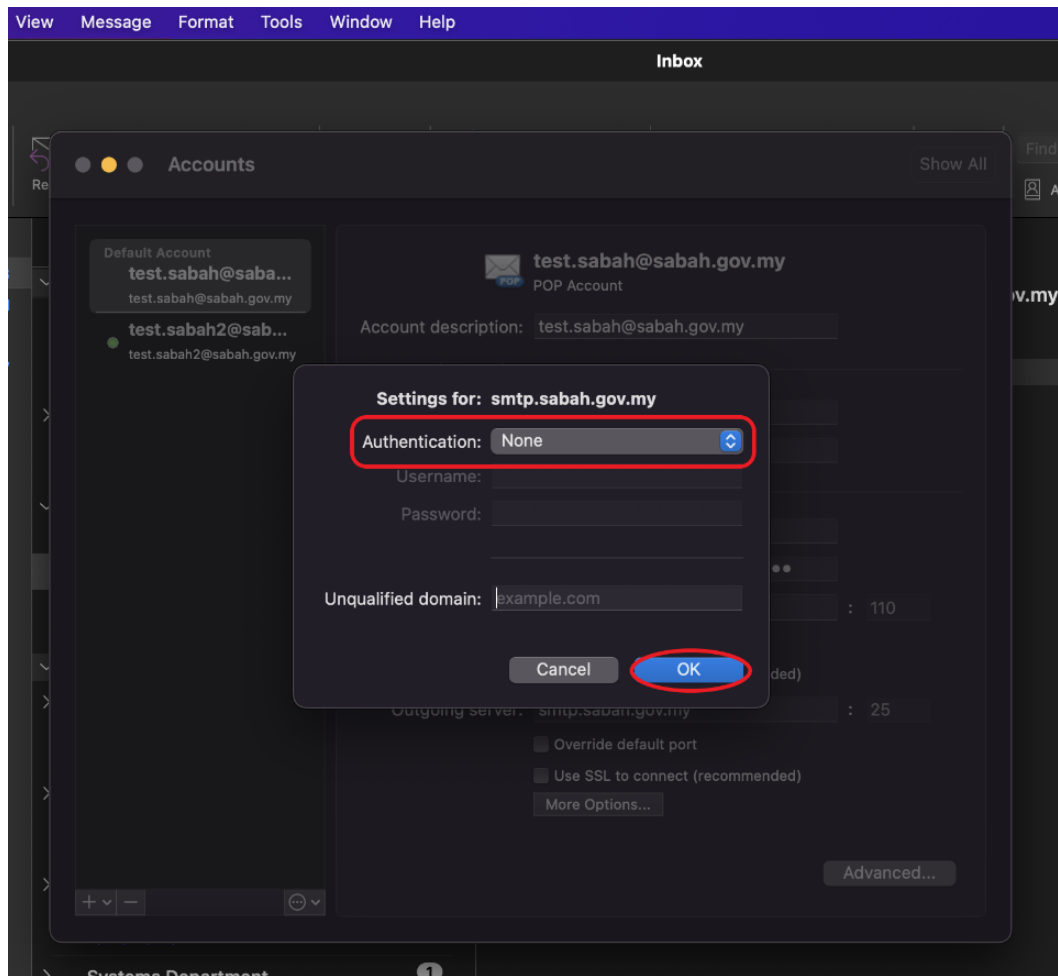 View Message Format Tools Window Help
Inbox
Find
Re
Accounts
Show All
A
Default Account
test.sabah@saba...
test.sabah@sabah.gov.my
test.sabah2@sab...
test.sabah2@sabah.gov.my
test.sabah@sabah.gov.my
POP
POP Account
Account description: test.sabah@sabah.gov.my
ov.my
Settings for: smtp.sabah.gov.my
Authentication: None
Username:
Password:
Unqualified domain: example.com
: 110
Cancel OK
ded)
Outgoing server: smtp.sabah.gov.my : 25
Override default port
Use SSL to connect (recommended)
More Options...
Advanced...
Systems Department 1